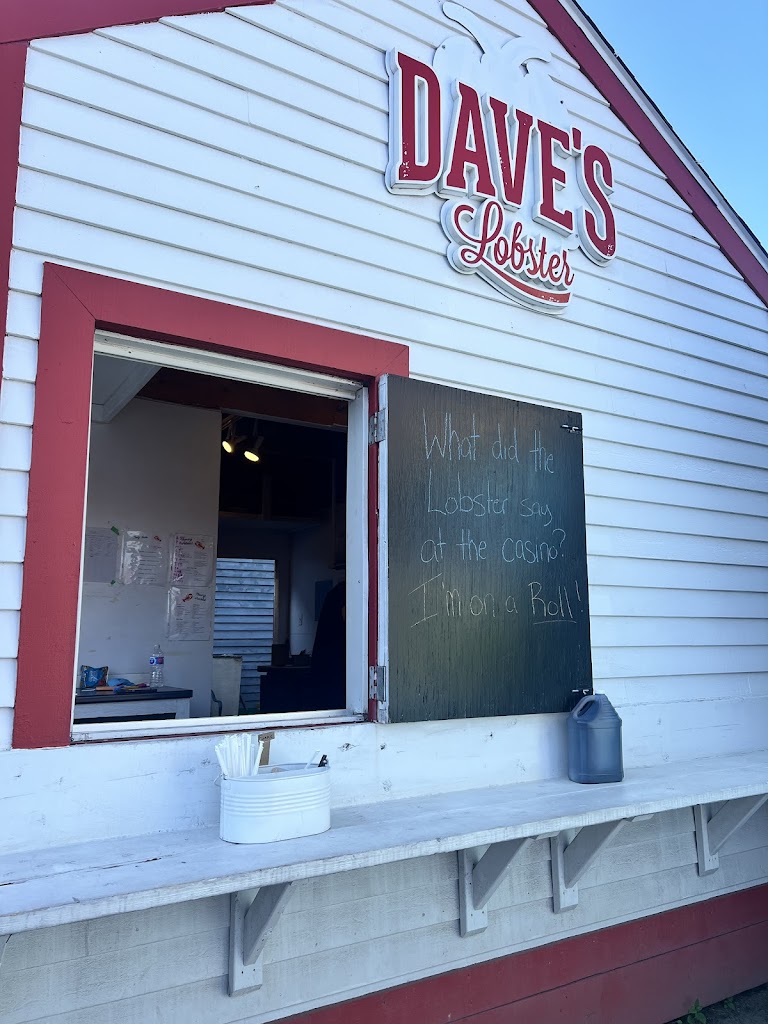 DAVE'S
Lobster
What did the
Lobster say
at the casino?
I'm on a Roll!